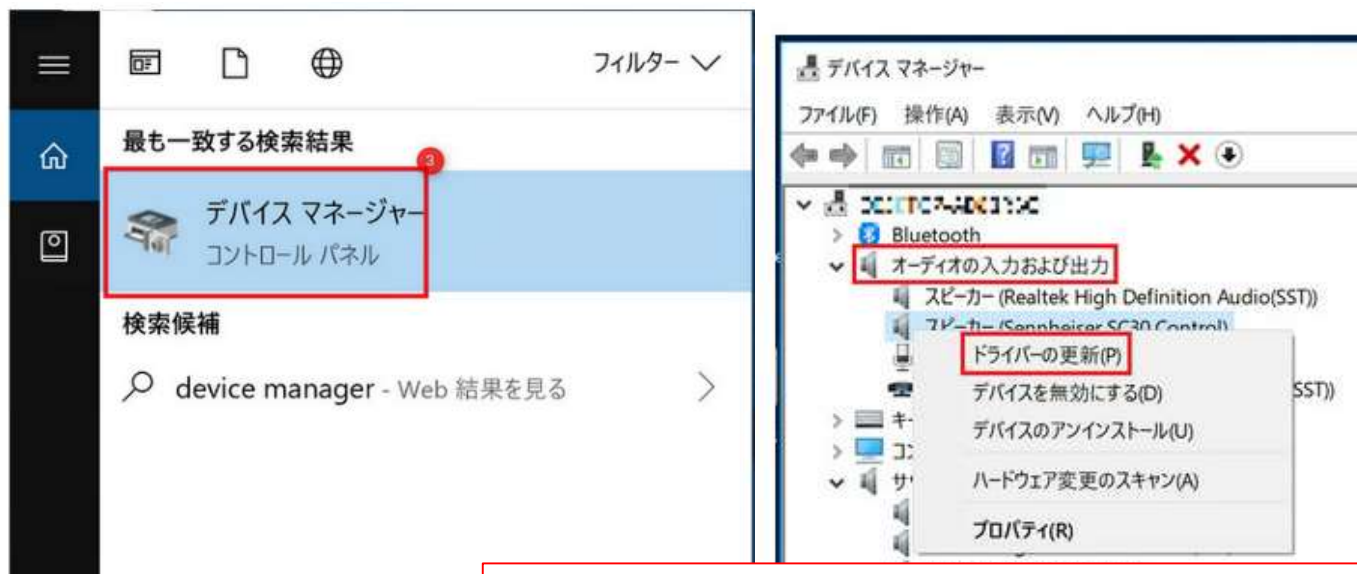 フィルター
最も一致する検索結果
3
デバイス マネージャー
コントロール パネル
検索候補
device manager - Web 結果を見る
デバイス マネージャー
ファイル(F) 操作(A) 表示(V) ヘルプ(H)
Bluetooth
オーディオの入力および出力
スピーカー (Realtek High Definition Audio(SST))
スピーカー (Sennheiser SC30 Control)
ドライバーの更新(P)
デバイスを無効にする(D)
SST))
デバイスのアンインストール(U)
ハードウェア変更のスキャン(A)
プロパティ(R)